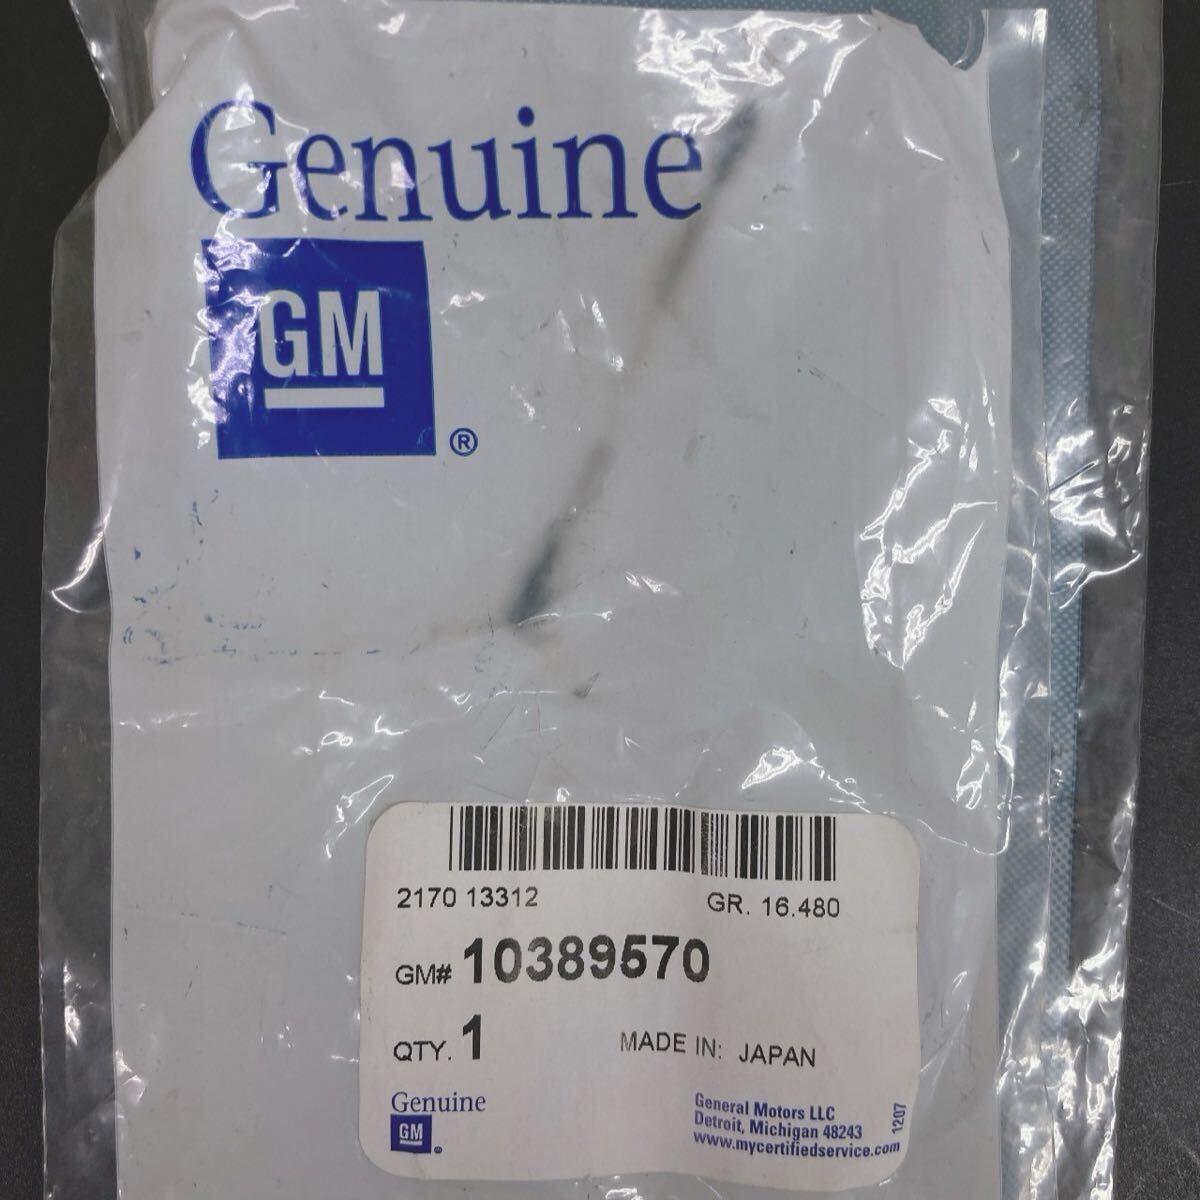 Genuine
GM
®
2170 13312
GR. 16.480
GM# 10389570
QTY. 1
MADE IN: JAPAN
Genuine
GM
®
General Motors LLC
Detroit, Michigan 48243
www.mycertifiedservice.com
1207